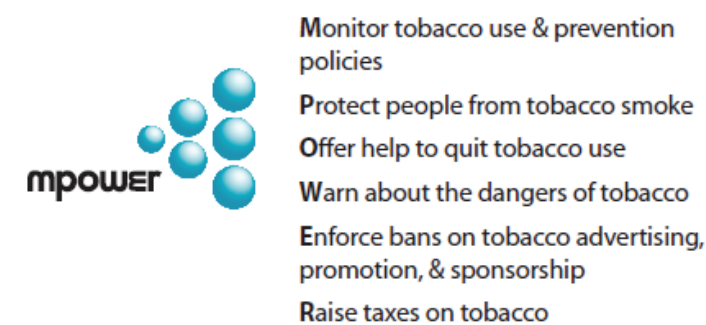 Monitor tobacco use & prevention
policies
Protect people from tobacco smoke
Offer help to quit tobacco use
mpower
Warn about the dangers of tobacco
Enforce bans on tobacco advertising,
promotion, & sponsorship
Raise taxes on tobacco